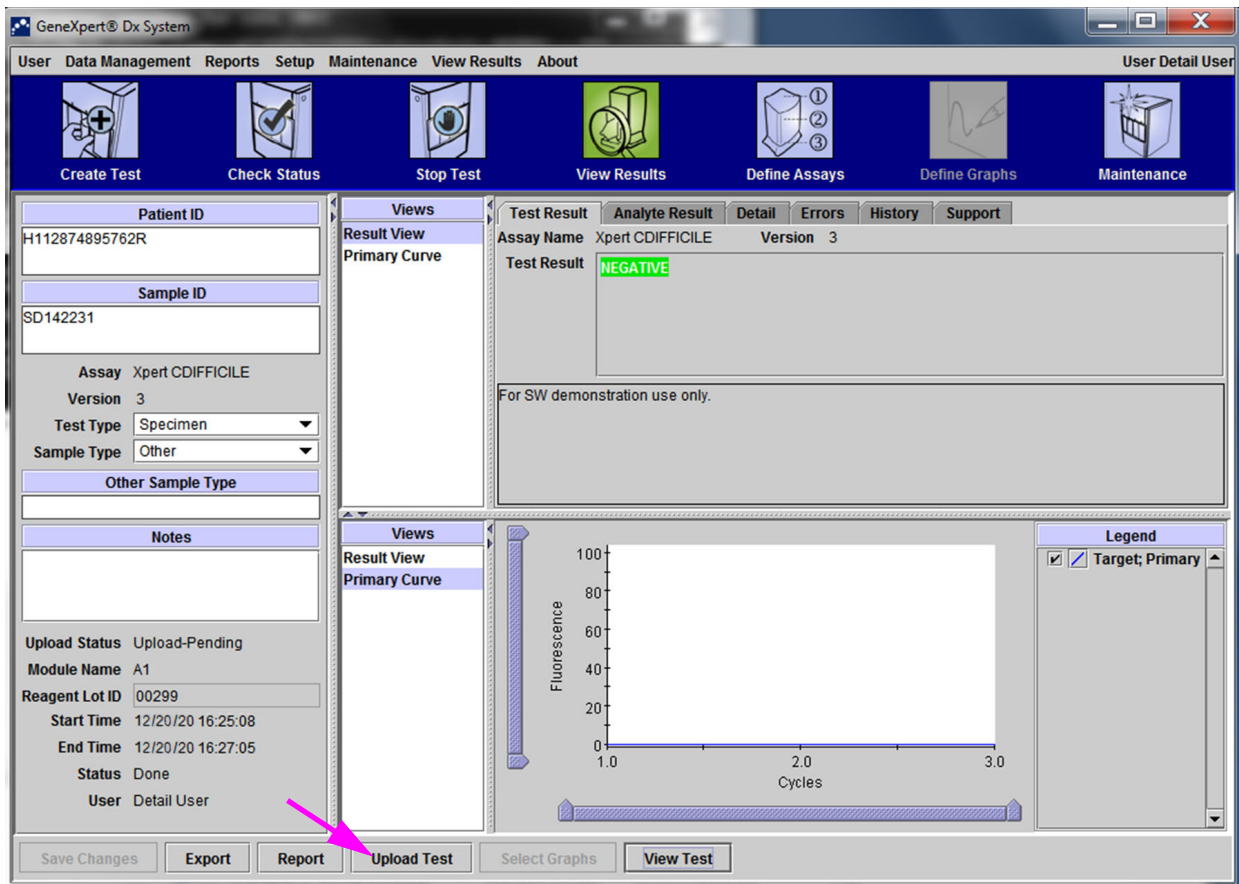 GeneXpert® Dx System
User Data Management Reports Setup Maintenance View Results About User Detail User
Create Test Check Status Stop Test View Results Define Assays Define Graphs Maintenance
① ② ③
Patient ID
H112874895762R
Sample ID
SD142231
Assay Xpert CDIFFICILE
Version 3
Test Type Specimen
Sample Type Other
Other Sample Type
Notes
Upload Status Upload-Pending
Module Name A1
Reagent Lot ID 00299
Start Time 12/20/20 16:25:08
End Time 12/20/20 16:27:05
Status Done
User Detail User
Views
Result View
Primary Curve
Test Result Analyte Result Detail Errors History Support
Assay Name Xpert CDIFFICILE Version 3
Test Result NEGATIVE
For SW demonstration use only.
Views
Result View
Primary Curve
Fluorescence
100
80
60
40
20
0
1.0 2.0 3.0
Cycles
Legend
Target; Primary
Save Changes Export Report Upload Test Select Graphs View Test